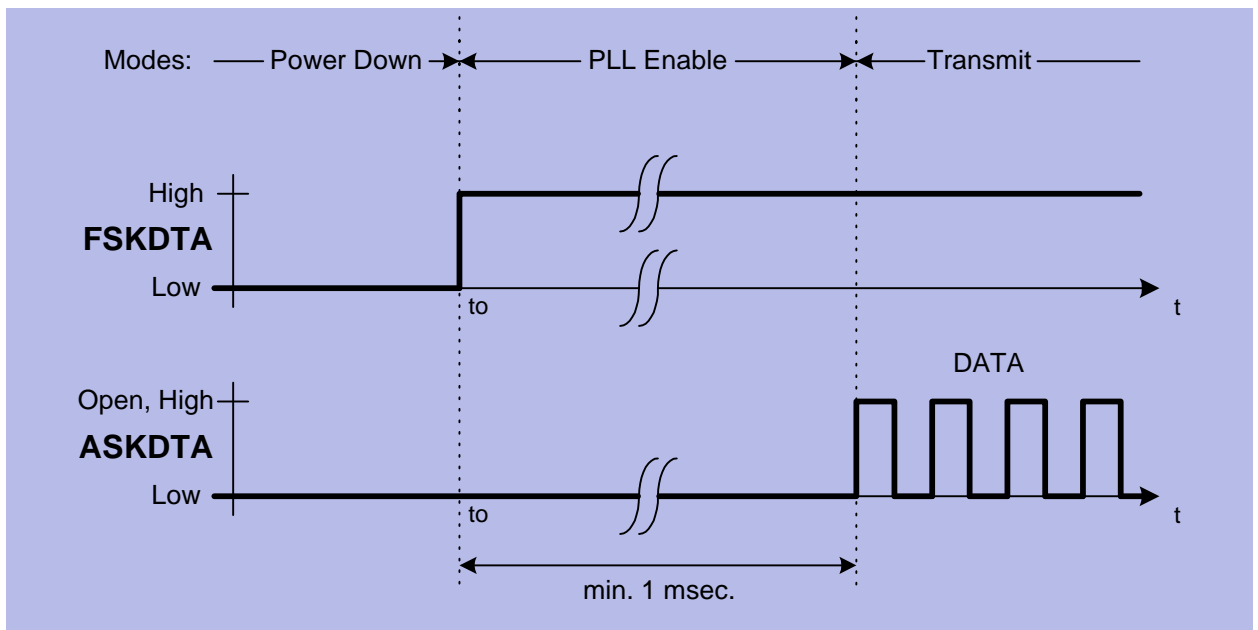 Modes: Power Down PLL Enable Transmit
High
FSKDTA
Low
to
t
DATA
Open, High
ASKDTA
Low
to
t
min. 1 msec.